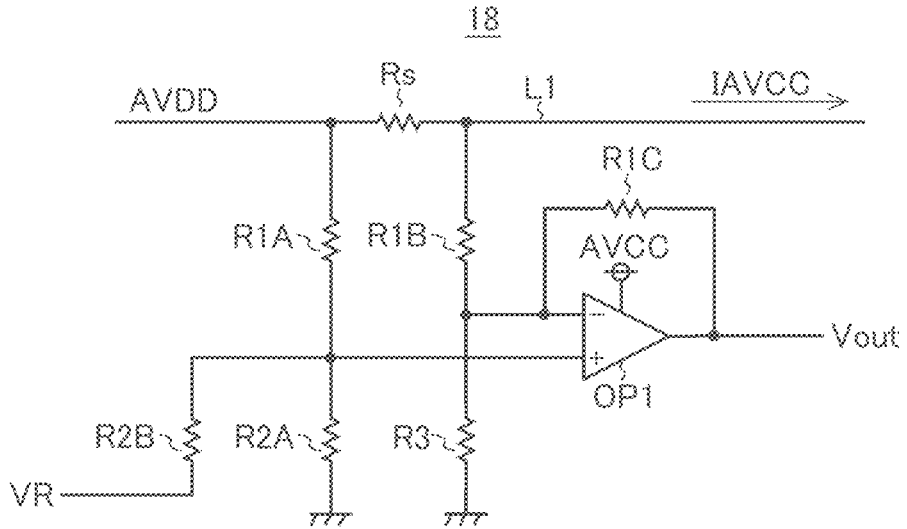 18
Rs
AVDD
L1
IAVCC
R1C
R1A
R1B
AVCC
−
+
Vout
OP1
R2B
R2A
R3
VR